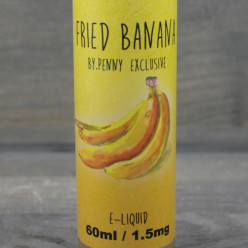 FRIED BANANA
BY.PENNY EXCLUSIVE
E-LIQUID
60ml / 1.5mg